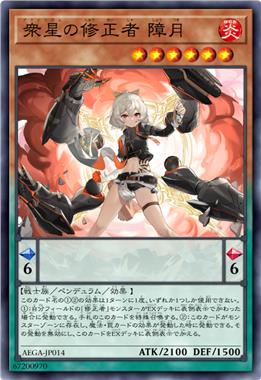 衆星の修正者 障月
炎
6 6
【戦士族/ペンデュラム/効果】
このカード名の①②の効果は1ターンに1度、いずれか1つしか使用できない。
①:自分フィールドの「修正者」モンスターがEXデッキに表側表示で加わった
場合に発動できる。手札のこのカードを特殊召喚する。②:このカードがモン
スターゾーンに存在し、魔法・罠カードの効果が発動した時に発動できる。そ
の発動を無効にし、このカードをEXデッキに表側表示で加える。
ATK/2100 DEF/1500
AEGA-JP014
67200970